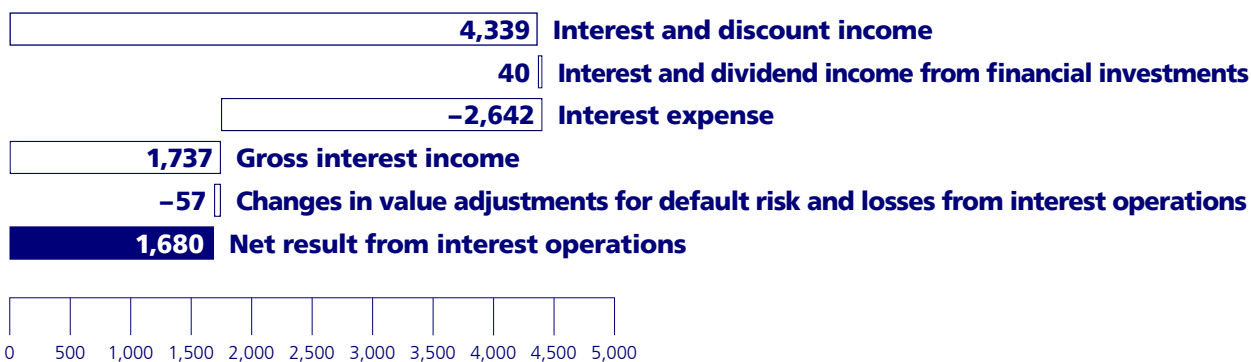 4,339 Interest and discount income
40 Interest and dividend income from financial investments
–2,642 Interest expense
1,737 Gross interest income
–57 Changes in value adjustments for default risk and losses from interest operations
1,680 Net result from interest operations
0 500 1,000 1,500 2,000 2,500 3,000 3,500 4,000 4,500 5,000